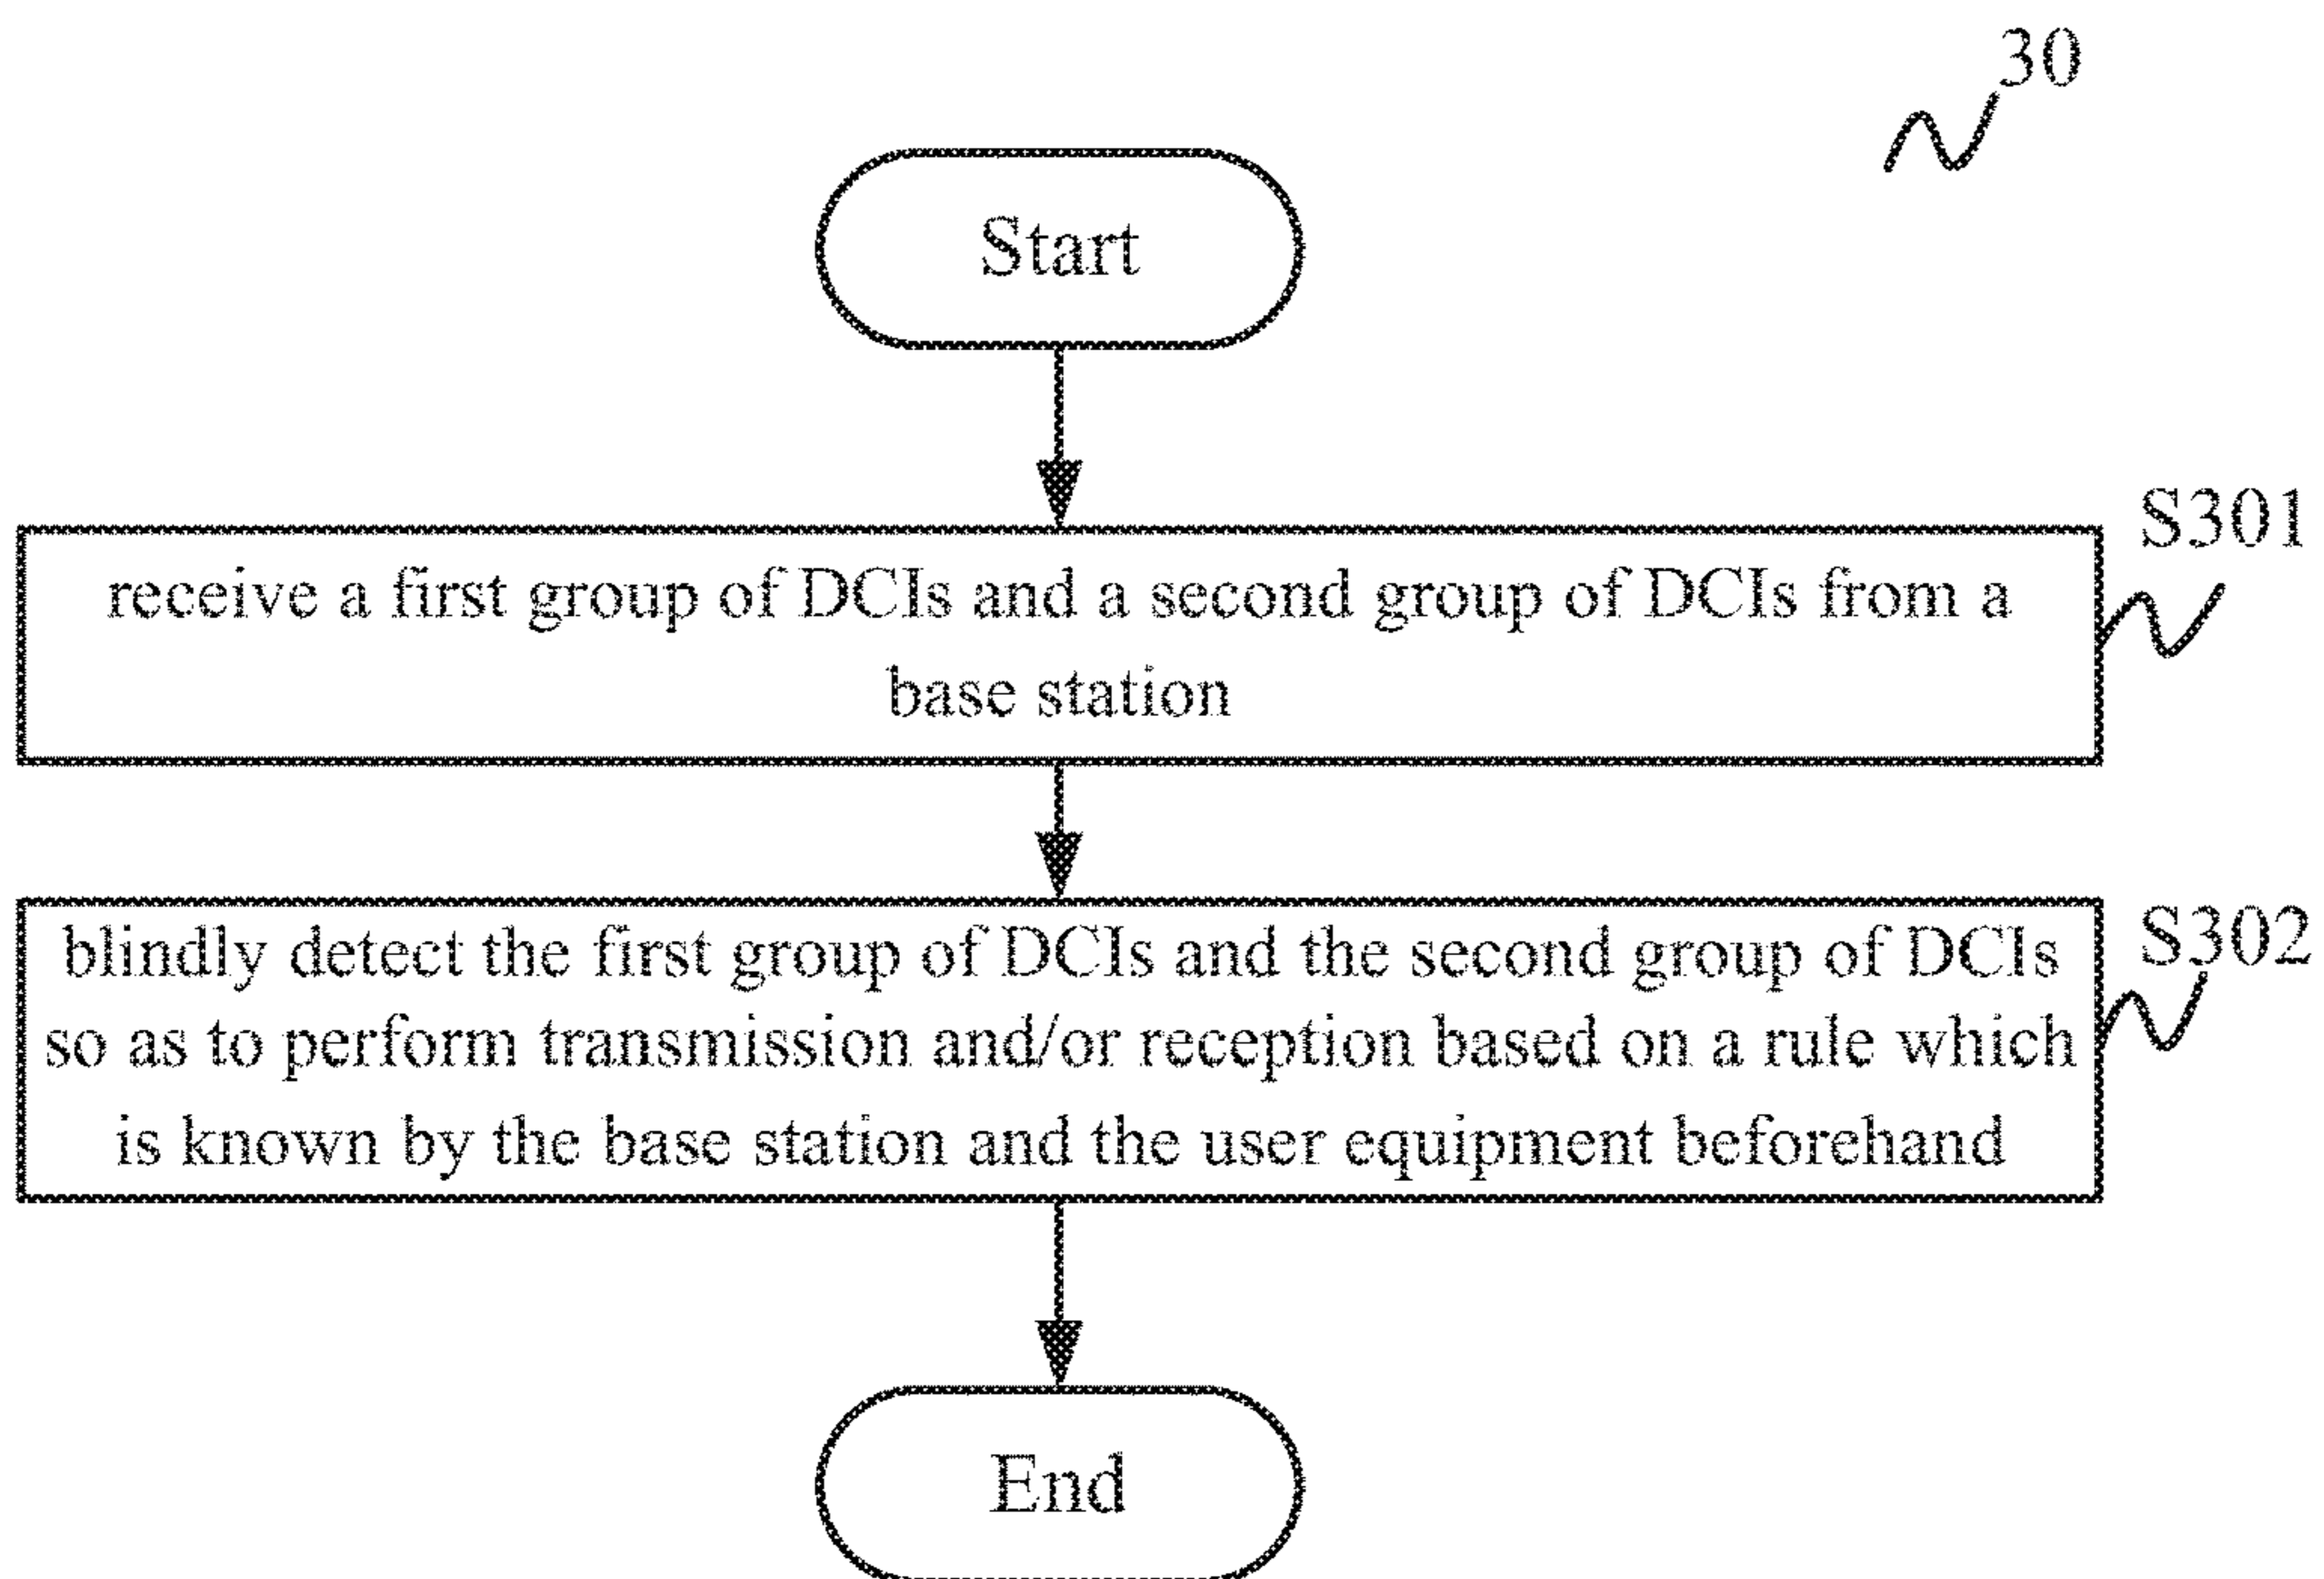 30
Start
S301
receive a first group of DCIs and a second group of DCIs from a
base station
S302
blindly detect the first group of DCIs and the second group of DCIs
so as to perform transmission and/or reception based on a rule which
is known by the base station and the user equipment beforehand
End